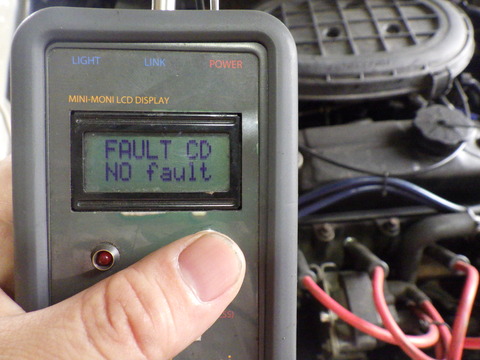 LIGHT LINK POWER
MINI-MONI LCD DISPLAY
FAULT CD
NO fault